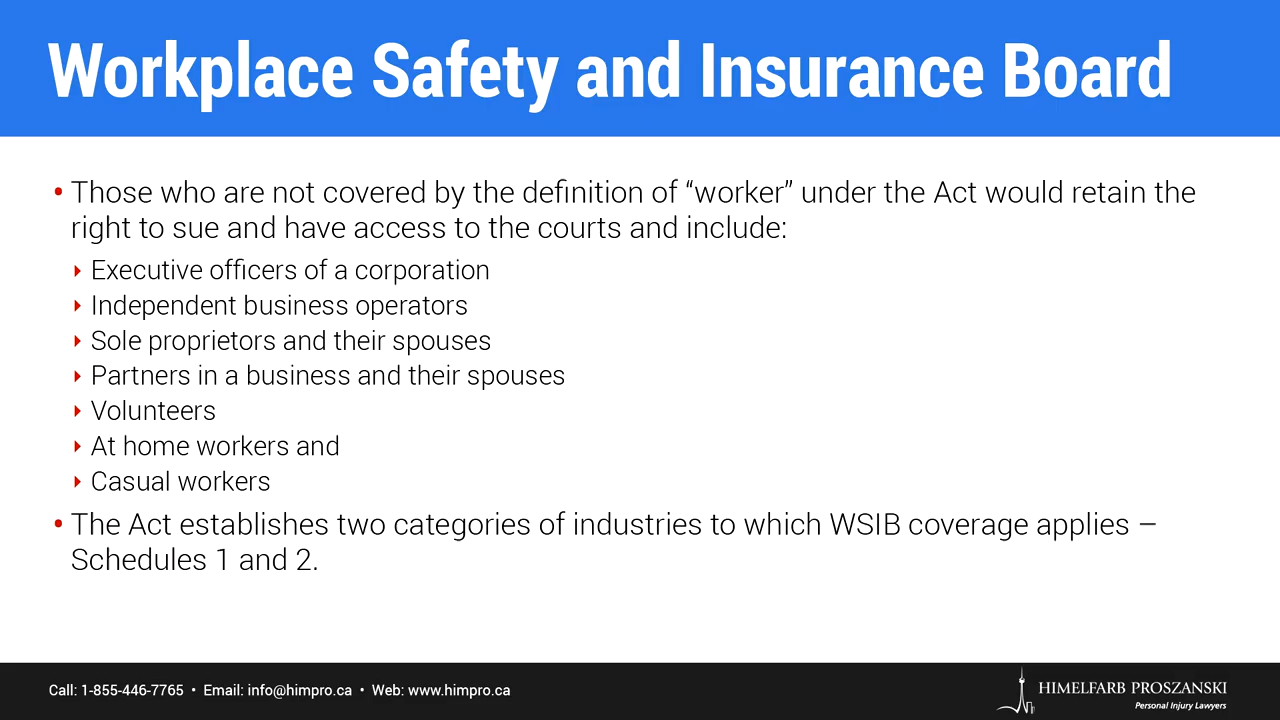 Workplace Safety and Insurance Board
• Those who are not covered by the definition of “worker” under the Act would retain the
right to sue and have access to the courts and include:
Executive officers of a corporation
Independent business operators
Sole proprietors and their spouses
Partners in a business and their spouses
Volunteers
At home workers and
Casual workers
• The Act establishes two categories of industries to which WSIB coverage applies –
Schedules 1 and 2.
Call: 1-855-446-7765 • Email: info@himpro.ca • Web: www.himpro.ca
HIMELFARB PROSZANSKI
Personal Injury Lawyers